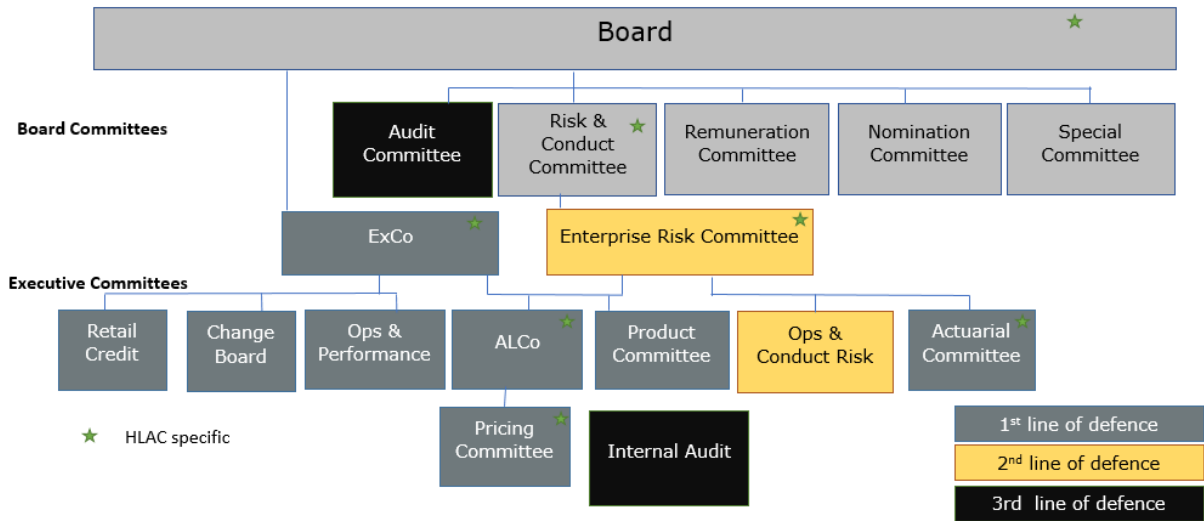 Board
Board Committees
Audit
Committee
Risk &
Conduct
Committee
Remuneration
Committee
Nomination
Committee
Special
Committee
ExCo
Enterprise Risk Committee
Executive Committees
Retail
Credit
Change
Board
Ops &
Performance
ALCo
Product
Committee
Ops &
Conduct Risk
Actuarial
Committee
Pricing
Committee
Internal Audit
HLAC specific
1st line of defence
2nd line of defence
3rd line of defence